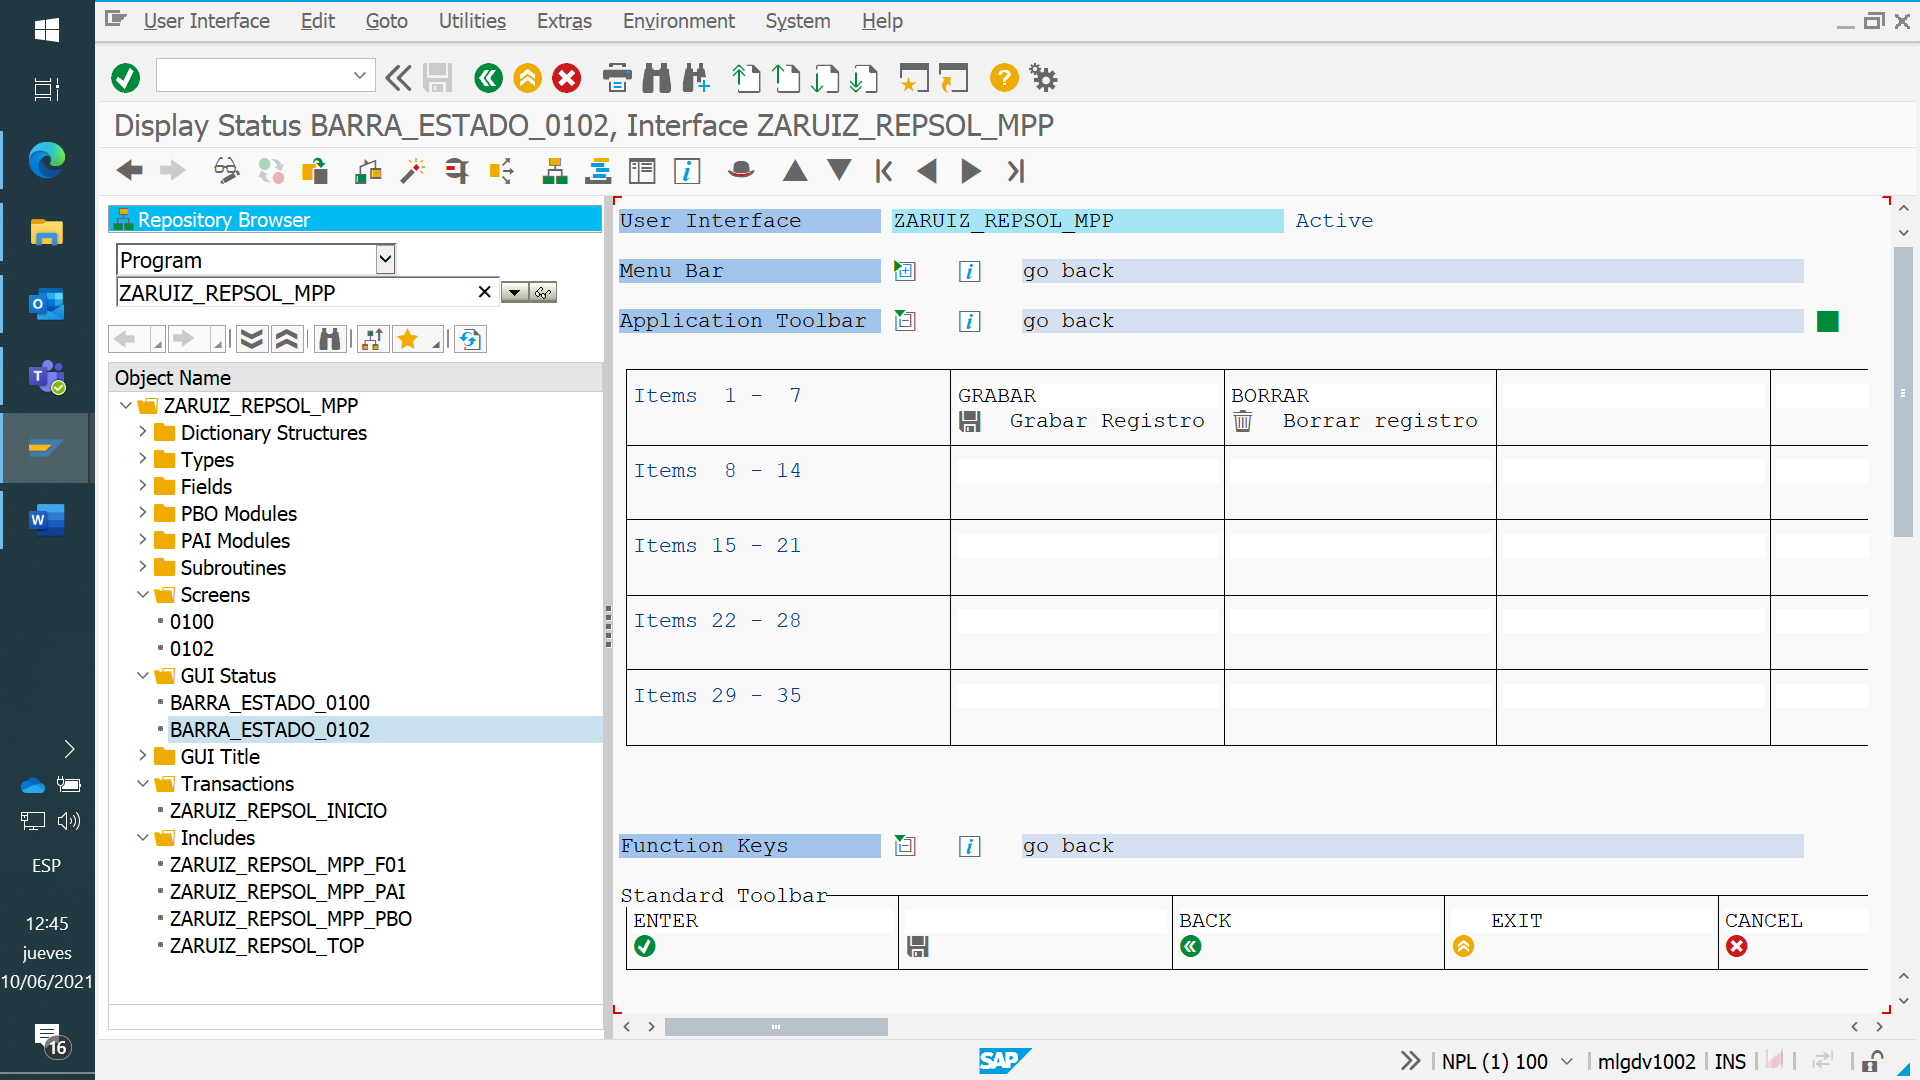 User Interface Edit Goto Utilities Extras Environment System Help
Display Status BARRA_ESTADO_0102, Interface ZARUIZ_REPSOL_MPP
Repository Browser
Program
ZARUIZ_REPSOL_MPP
Object Name
ZARUIZ_REPSOL_MPP
Dictionary Structures
Types
Fields
PBO Modules
PAI Modules
Subroutines
Screens
0100
0102
GUI Status
BARRA_ESTADO_0100
BARRA_ESTADO_0102
GUI Title
Transactions
ZARUIZ_REPSOL_INICIO
Includes
ZARUIZ_REPSOL_MPP_F01
ZARUIZ_REPSOL_MPP_PAI
ZARUIZ_REPSOL_MPP_PBO
ZARUIZ_REPSOL_TOP
User Interface ZARUIZ_REPSOL_MPP Active
Menu Bar go back
Application Toolbar go back
Items 1 - 7 GRABAR BORRAR
Grabar Registro Borrar registro
Items 8 - 14
Items 15 - 21
Items 22 - 28
Items 29 - 35
Function Keys go back
Standard Toolbar
ENTER BACK EXIT CANCEL
ESP
12:45
jueves
10/06/2021
16
SAP
NPL (1) 100 mlgdv1002 INS